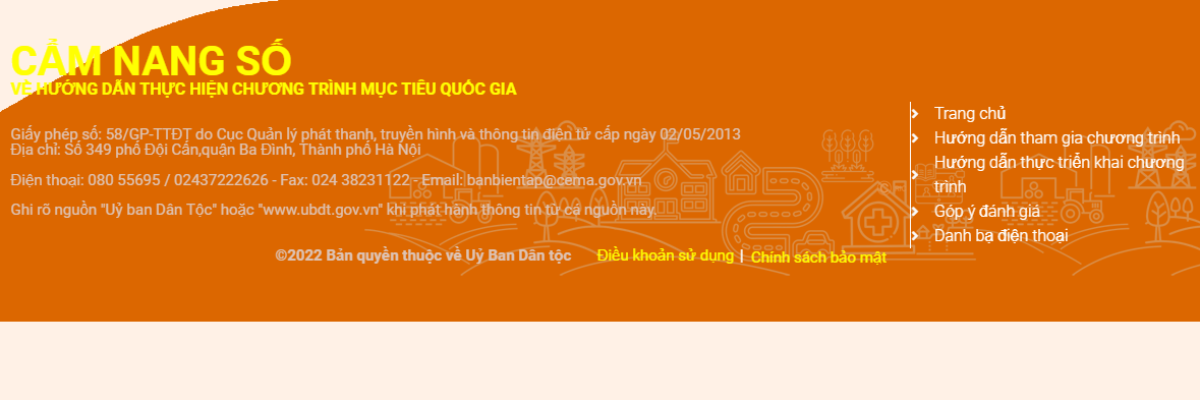 CẨM NANG SỐ
VỀ HƯỚNG DẪN THỰC HIỆN CHƯƠNG TRÌNH MỤC TIÊU QUỐC GIA
Giấy phép số: 58/GP-TTĐT do Cục Quản lý phát thanh, truyền hình và thông tin điện tử cấp ngày 02/05/2013
Địa chỉ: Số 349 phố Đội Cấn,quận Ba Đình, Thành phố Hà Nội
Điện thoại: 080 55695 / 02437222626 - Fax: 024 38231122 - Email: banbientap@cema.gov.vn
Ghi rõ nguồn "Uỷ ban Dân Tộc" hoặc "www.ubdt.gov.vn" khi phát hành thông tin từ cá nguồn này.
©2022 Bản quyền thuộc về Uỷ Ban Dân tộc
Điều khoản sử dụng | Chính sách bảo mật
Trang chủ
Hướng dẫn tham gia chương trình
Hướng dẫn thực triển khai chương
trình
Góp ý đánh giá
Danh bạ điện thoại